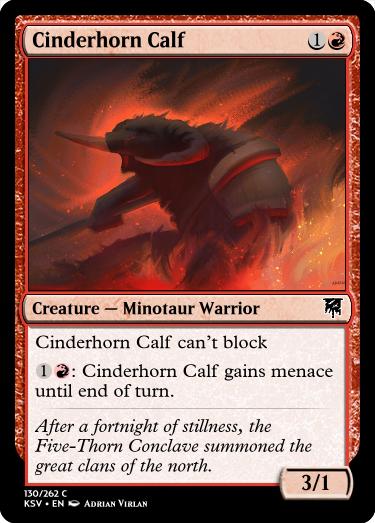 Cinderhorn Calf 1
Creature — Minotaur Warrior
Cinderhorn Calf can't block
1: Cinderhorn Calf gains menace
until end of turn.
After a fortnight of stillness, the
Five-Thorn Conclave summoned the
great clans of the north.
3/1
130/262 C
KSV • EN Adrian Virlan